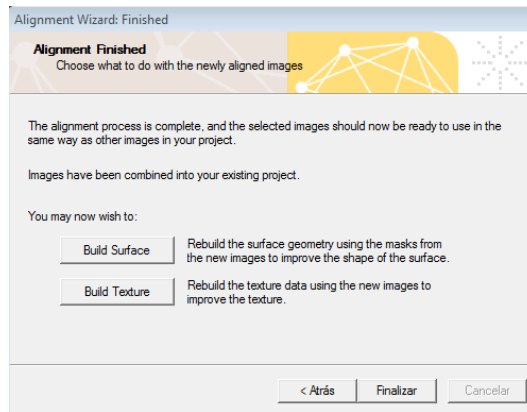 Alignment Wizard: Finished
Alignment Finished
Choose what to do with the newly aligned images
The alignment process is complete, and the selected images should now be ready to use in the
same way as other images in your project.
Images have been combined into your existing project.
You may now wish to:
Build Surface
Rebuild the surface geometry using the masks from
the new images to improve the shape of the surface.
Build Texture
Rebuild the texture data using the new images to
improve the texture.
< Atrás
Finalizar
Cancelar